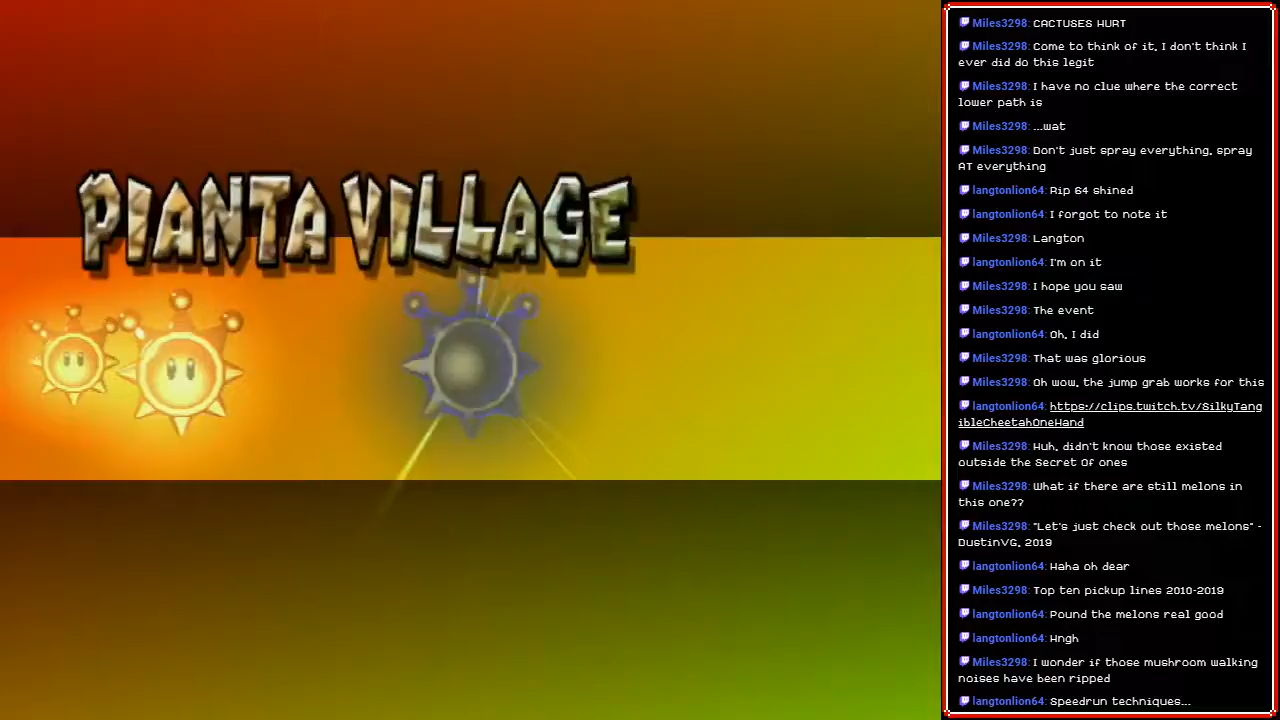 PIANTA VILLAGE
Miles3298: CACTUSES HURT
Miles3298: Come to think of it, I don't think I
ever did do this legit
Miles3298: I have no clue where the correct
lower path is
Miles3298: ...wat
Miles3298: Don't just spray everything, spray
AT everything
langtonlion64: Rip 64 shined
langtonlion64: I forgot to note it
Miles3298: Langton
langtonlion64: I'm on it
Miles3298: I hope you saw
Miles3298: The event
langtonlion64: Oh, I did
Miles3298: That was glorious
Miles3298: Oh wow, the jump grab works for this
langtonlion64: https://clips.twitch.tv/SilkyTang
ibleCheetahOneHand
Miles3298: Huh, didn't know those existed
outside the Secret Of ones
Miles3298: What if there are still melons in
this one??
Miles3298: "Let's just check out those melons" -
DustinVG, 2019
langtonlion64: Haha oh dear
Miles3298: Top ten pickup lines 2010-2019
langtonlion64: Pound the melons real good
langtonlion64: Hngh
Miles3298: I wonder if those mushroom walking
noises have been ripped
langtonlion64: Speedrun techniques...